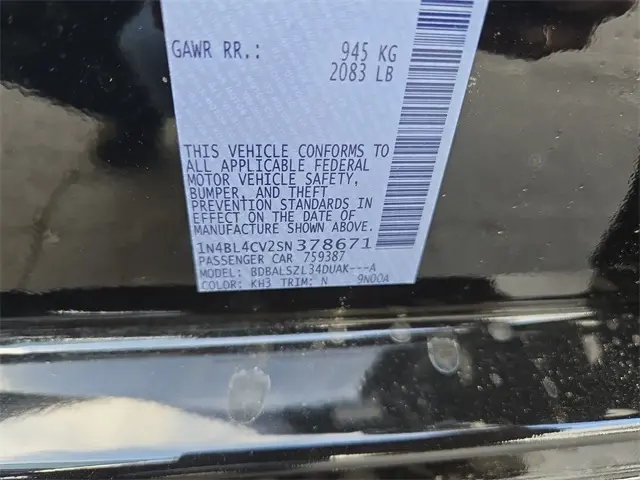 GAWR RR.: 945 KG
2083 LB
THIS VEHICLE CONFORMS TO
ALL APPLICABLE FEDERAL
MOTOR VEHICLE SAFETY,
BUMPER, AND THEFT
PREVENTION STANDARDS IN
EFFECT ON THE DATE OF
MANUFACTURE SHOWN ABOVE.
1N4BL4CV2SN378671
PASSENGER CAR 759387
MODEL: BDBALSZL34DUAK---A
COLOR: KH3 TRIM: N 9N00A